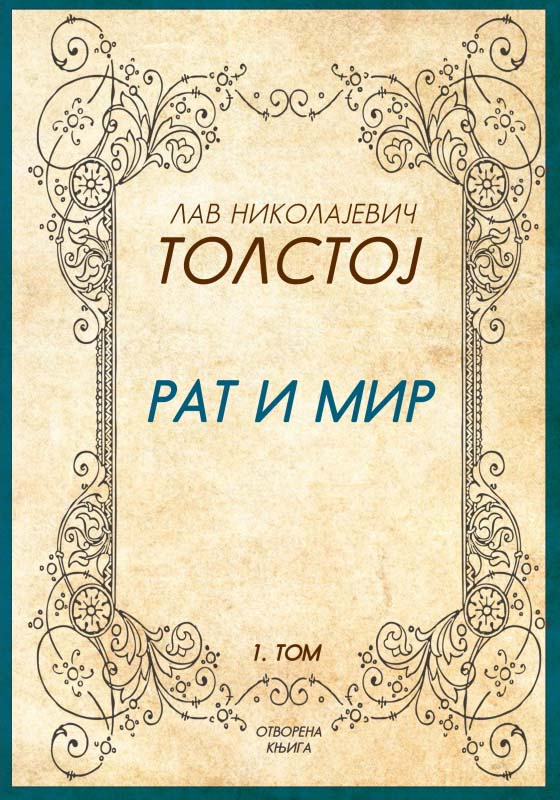 ЛАВ НИКОЛАЈЕВИЧ
ТОЛСТОЈ
РАТ И МИР
1. ТОМ
ОТВОРЕНА
КЊИГА